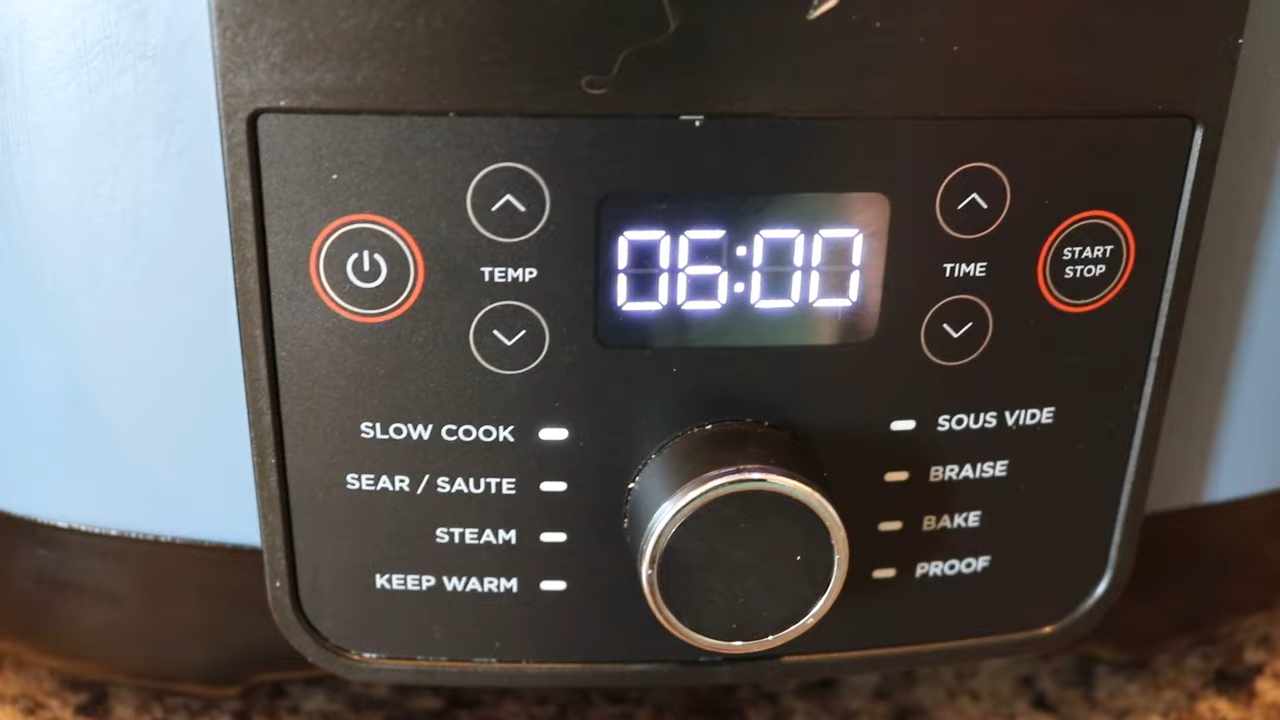 TEMP
06:00
TIME
START
STOP
SLOW COOK
SEAR / SAUTE
STEAM
KEEP WARM
SOUS VIDE
BRAISE
BAKE
PROOF